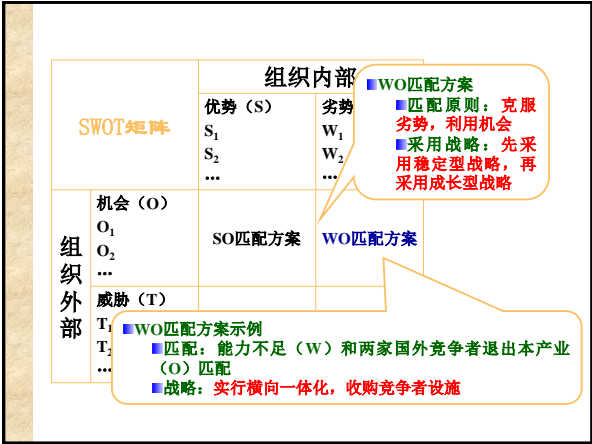 组织内部
SWOT矩阵
优势（S）
S1
S2
…
劣势
W1
W2
…
WO匹配方案
匹配原则：克服
劣势，利用机会
采用战略：先采
用稳定型战略，再
采用成长型战略
组织外部
机会（O）
O1
O2
…
SO匹配方案
WO匹配方案
威胁（T）
T1
T2
…
WO匹配方案示例
匹配：能力不足（W）和两家国外竞争者退出本产业
（O）匹配
战略：实行横向一体化，收购竞争者设施